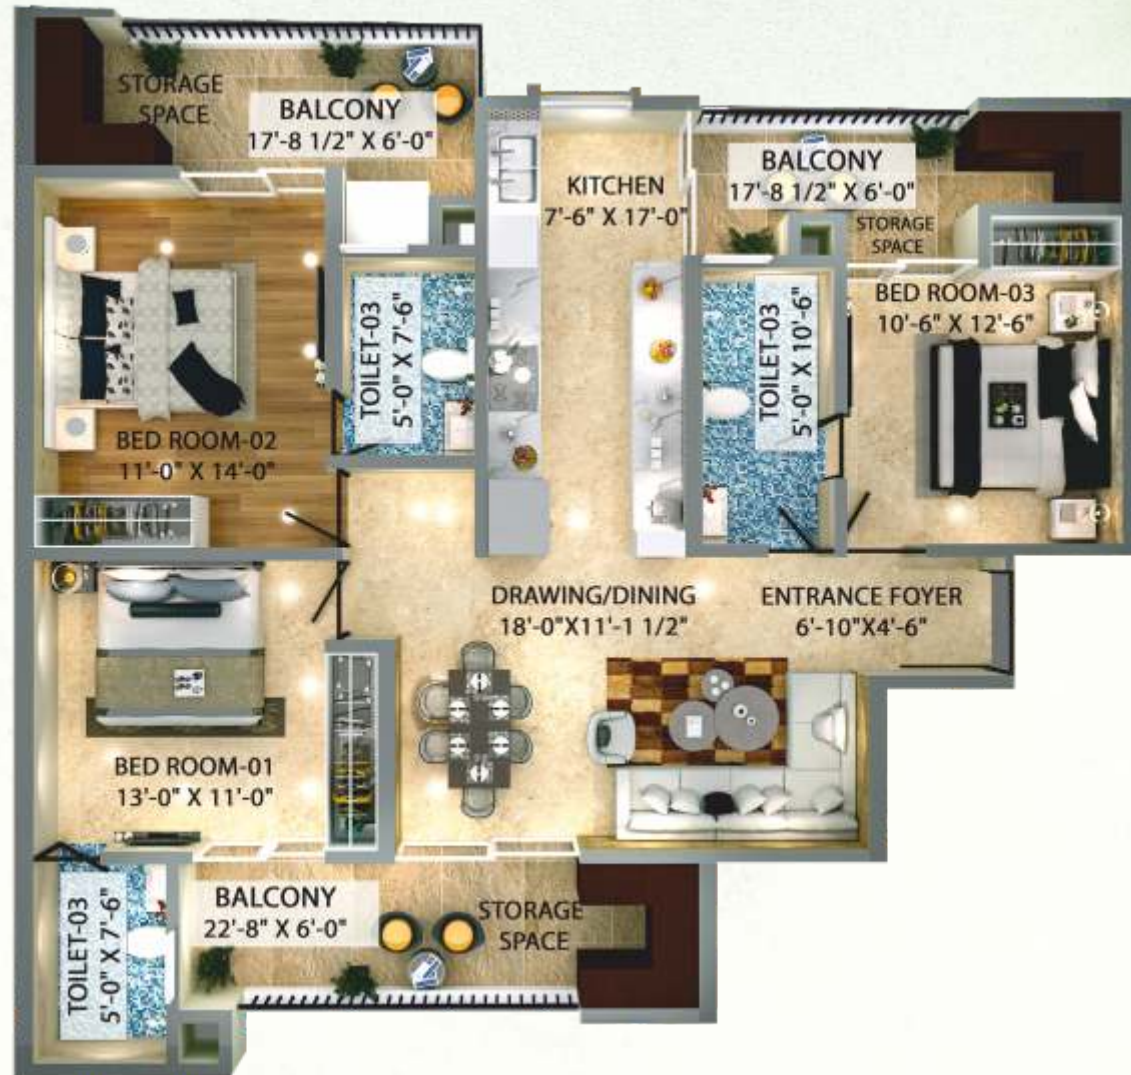 STORAGE
SPACE
BALCONY
17'-8 1/2" X 6'-0"
KITCHEN
7'-6" X 17'-0"
BALCONY
17'-8 1/2" X 6'-0"
STORAGE
SPACE
TOILET-03
5'-0" X 7'-6"
TOILET-03
5'-0" X 10'-6"
BED ROOM-03
10'-6" X 12'-6"
BED ROOM-02
11'-0" X 14'-0"
DRAWING/DINING
18'-0"X11'-1 1/2"
ENTRANCE FOYER
6'-10"X4'-6"
BED ROOM-01
13'-0" X 11'-0"
TOILET-03
5'-0" X 7'-6"
BALCONY
22'-8" X 6'-0"
STORAGE
SPACE